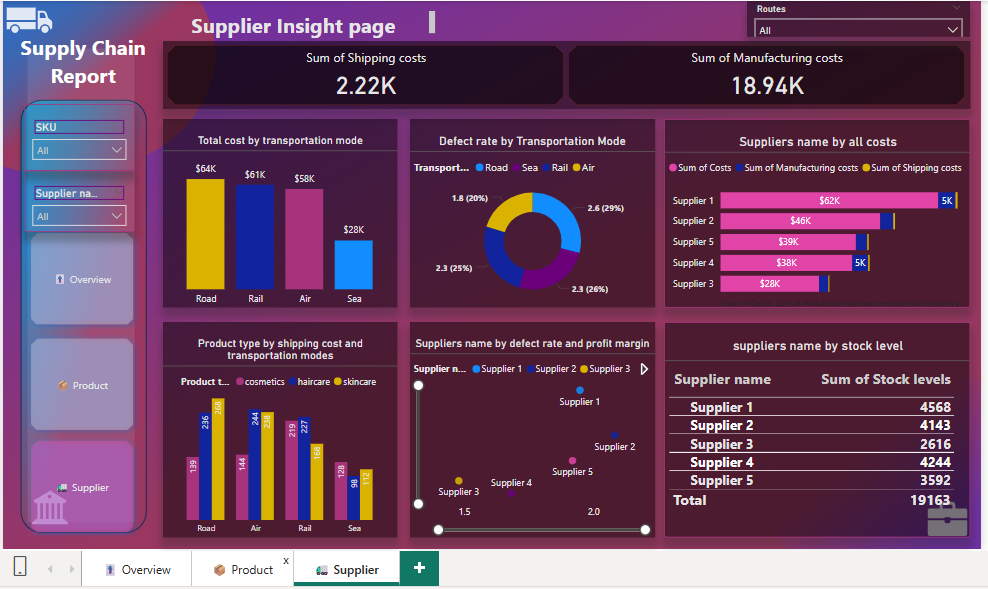 Supply Chain
Report
Supplier Insight page
Routes
All
Sum of Shipping costs
2.22K
Sum of Manufacturing costs
18.94K
SKU
All
Supplier na...
All
Overview
Product
Supplier
Total cost by transportation mode
$64K
$61K
$58K
$28K
Road Rail Air Sea
Defect rate by Transportation Mode
Transport... Road Sea Rail Air
1.8 (20%)
2.6 (29%)
2.3 (25%)
2.3 (26%)
Suppliers name by all costs
Sum of Costs Sum of Manufacturing costs Sum of Shipping costs
Supplier 1 $62K 5K
Supplier 2 $46K
Supplier 5 $39K
Supplier 4 $38K 5K
Supplier 3 $28K
Product type by shipping cost and
transportation modes
Product t... cosmetics haircare skincare
139 236 268
144 244 238
219 227 168
128 98 112
Road Air Rail Sea
Suppliers name by defect rate and profit margin
Supplier n... Supplier 1 Supplier 2 Supplier 3
Supplier 1
Supplier 2
Supplier 5
Supplier 4
Supplier 3
1.5 2.0
suppliers name by stock level
Supplier name Sum of Stock levels
Supplier 1 4568
Supplier 2 4143
Supplier 3 2616
Supplier 4 4244
Supplier 5 3592
Total 19163
Overview
Product
x
Supplier
+